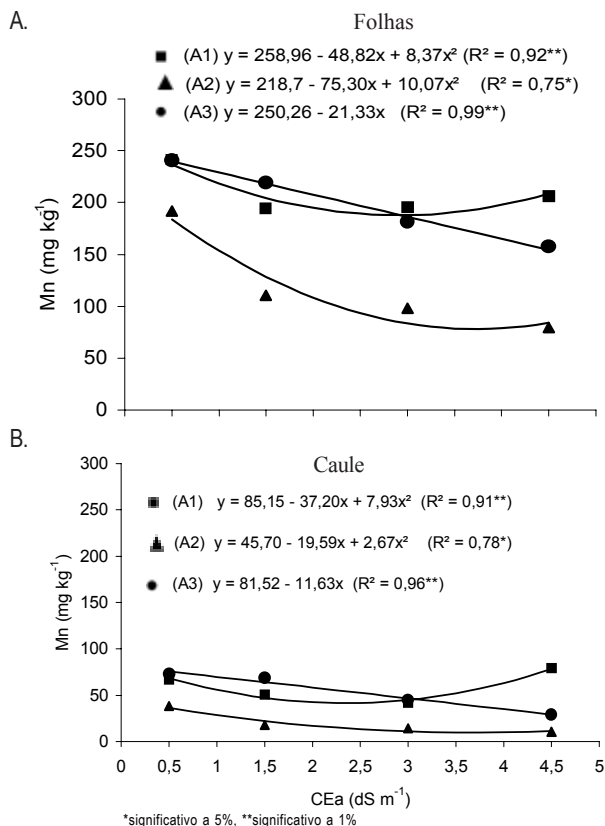 A.
Folhas
(A1) y = 258,96 - 48,82x + 8,37x² (R² = 0,92**)
(A2) y = 218,7 - 75,30x + 10,07x² (R² = 0,75*)
(A3) y = 250,26 - 21,33x (R² = 0,99**)
300
250
200
150
100
50
0
Mn (mg kg-1)
B.
Caule
(A1) y = 85,15 - 37,20x + 7,93x² (R² = 0,91**)
(A2) y = 45,70 - 19,59x + 2,67x² (R² = 0,78*)
(A3) y = 81,52 - 11,63x (R² = 0,96**)
300
250
200
150
100
50
0
Mn (mg kg-1)
0 0,5 1 1,5 2 2,5 3 3,5 4 4,5 5
CEa (dS m-1)
*significativo a 5%, **significativo a 1%